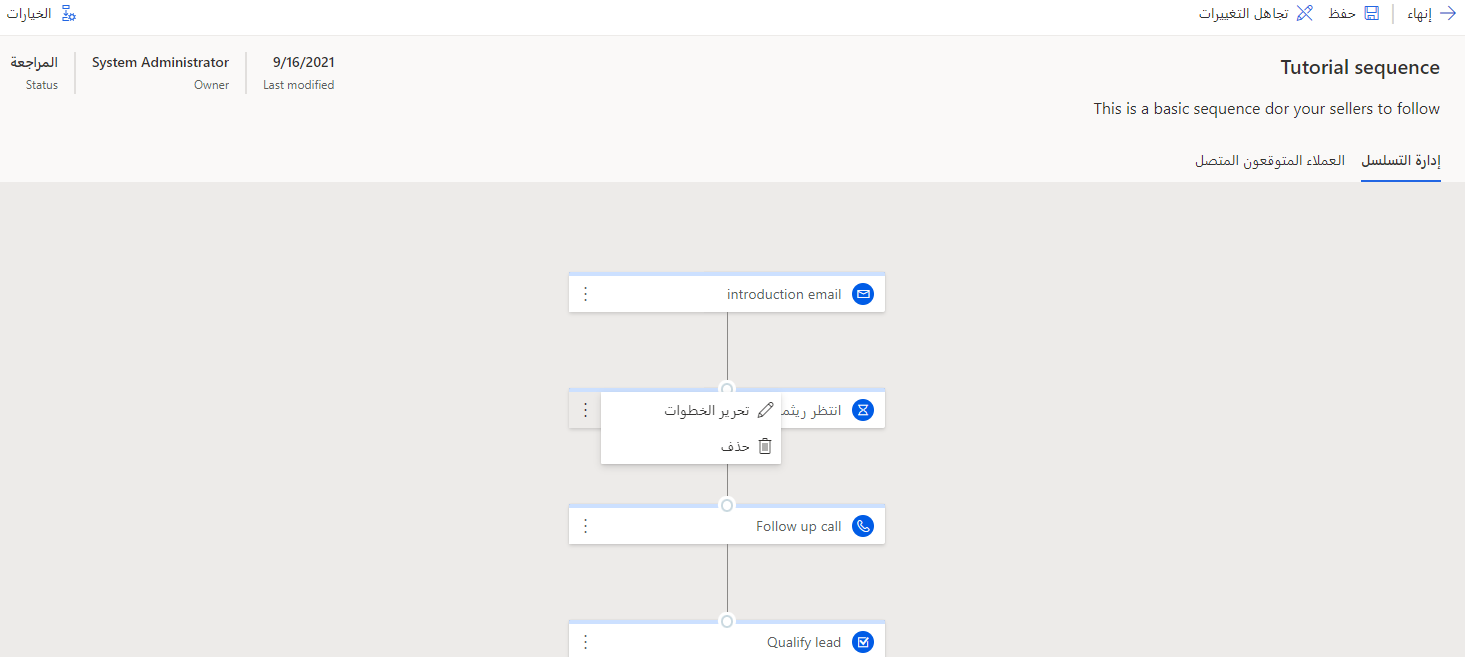 إنهاء
حفظ
تجاهل التغييرات
الخيارات
Tutorial sequence
This is a basic sequence dor your sellers to follow
9/16/2021
Last modified
System Administrator
Owner
المراجعة
Status
إدارة التسلسل
العملاء المتوقعون المتصل
introduction email
انتظر ريثما
تحرير الخطوات
حذف
Follow up call
Qualify lead